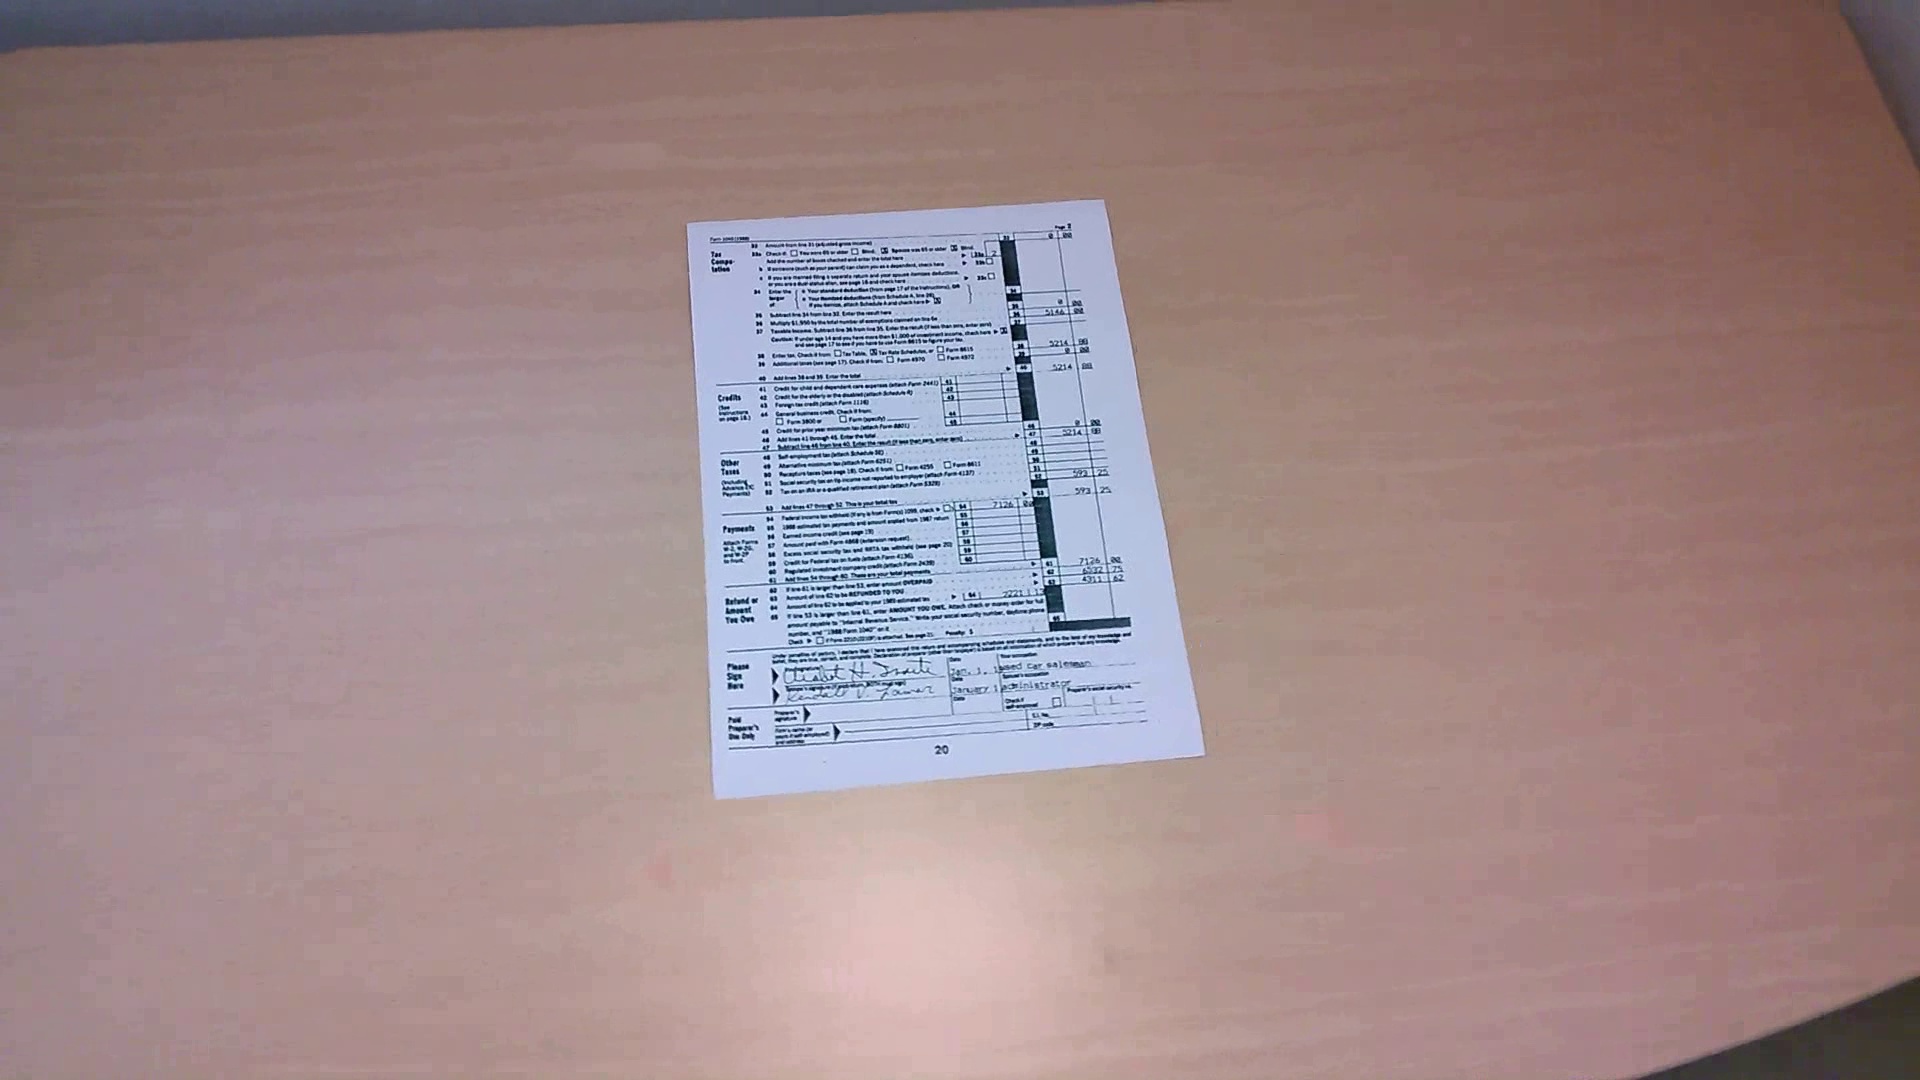 Form 1040 (1988) Page 2
32 Amount from line 31 (adjusted gross income) 32 0 00
Tax Compu-tation
33a Check if: You were 65 or older Blind; Spouse was 65 or older Blind.
Add the number of boxes checked and enter the total here 33a 2
b If someone (such as your parent) can claim you as a dependent, check here 33b
c If you are married filing a separate return and your spouse itemizes deductions,
or you are a dual-status alien, see page 16 and check here 33c
34 Enter the larger of: Your standard deduction (from page 17 of the Instructions), OR 34
Your itemized deductions (from Schedule A, line 26).
If you itemize, attach Schedule A and check here
35 Subtract line 34 from line 32. Enter the result here 35 0 00
36 Multiply $1,950 by the total number of exemptions claimed on line 6e 36 5146 00
37 Taxable income. Subtract line 36 from line 35. Enter the result (if less than zero, enter zero) 37
Caution: If under age 14 and you have more than $1,000 of investment income, check here
and see page 17 to see if you have to use Form 8615 to figure your tax.
38 Enter tax. Check if from: Tax Table, Tax Rate Schedules, or Form 8615 38 5214 88
39 Additional taxes (see page 17). Check if from: Form 4970 Form 4972 39 0 00
40 Add lines 38 and 39. Enter the total 40 5214 88
Credits
(See Instructions on page 18.)
41 Credit for child and dependent care expenses (attach Form 2441) 41
42 Credit for the elderly or the disabled (attach Schedule R) 42
43 Foreign tax credit (attach Form 1116) 43
44 General business credit. Check if from:
Form 3800 or Form (specify) 44
45 Credit for prior year minimum tax (attach Form 8801) 45
46 Add lines 41 through 45. Enter the total 46 0 00
47 Subtract line 46 from line 40. Enter the result (if less than zero, enter zero) 47 5214 88
Other Taxes
(Including Advance EIC Payments)
48 Self-employment tax (attach Schedule SE) 48
49 Alternative minimum tax (attach Form 6251) 49
50 Recapture taxes (see page 18). Check if from: Form 4255 Form 8611 50
51 Social security tax on tip income not reported to employer (attach Form 4137) 51
52 Tax on an IRA or a qualified retirement plan (attach Form 5329) 52 593 25
53 Add lines 47 through 52. This is your total tax 53 593 25
Payments
Attach Forms W-2, W-2G, and W-2P to front.
54 Federal income tax withheld (if any is from Form(s) 1099, check 54 7126 00
55 1988 estimated tax payments and amount applied from 1987 return 55
56 Earned income credit (see page 19) 56
57 Amount paid with Form 4868 (extension request) 57
58 Excess social security tax and RRTA tax withheld (see page 20) 58
59 Credit for Federal tax on fuels (attach Form 4136) 59
60 Regulated investment company credit (attach Form 2439) 60
61 Add lines 54 through 60. These are your total payments 61 7126 00
Refund or Amount You Owe
62 If line 61 is larger than line 53, enter amount OVERPAID 62 6532 75
63 Amount of line 62 to be REFUNDED TO YOU 63 4311 62
64 Amount of line 62 to be applied to your 1989 estimated tax 64 2221 13
65 If line 53 is larger than line 61, enter AMOUNT YOU OWE. Attach check or money order for full
amount payable to "Internal Revenue Service." Write your social security number, daytime phone
number, and "1988 Form 1040" on it 65
Check if Form 2210 (2210F) is attached. See page 21. Penalty: $
Please Sign Here
Under penalties of perjury, I declare that I have examined this return and accompanying schedules and statements, and to the best of my knowledge and
belief, they are true, correct, and complete. Declaration of preparer (other than taxpayer) is based on all information of which preparer has any knowledge.
Your signature Date Jan. 1, 1 Your occupation used car salesman
Spouse's signature (if joint return, BOTH must sign) Date January 1 Spouse's occupation administrator
Paid Preparer's Use Only
Preparer's signature Date Check if self-employed Preparer's social security no.
Firm's name (or yours if self-employed) and address E.I. No.
ZIP code
20